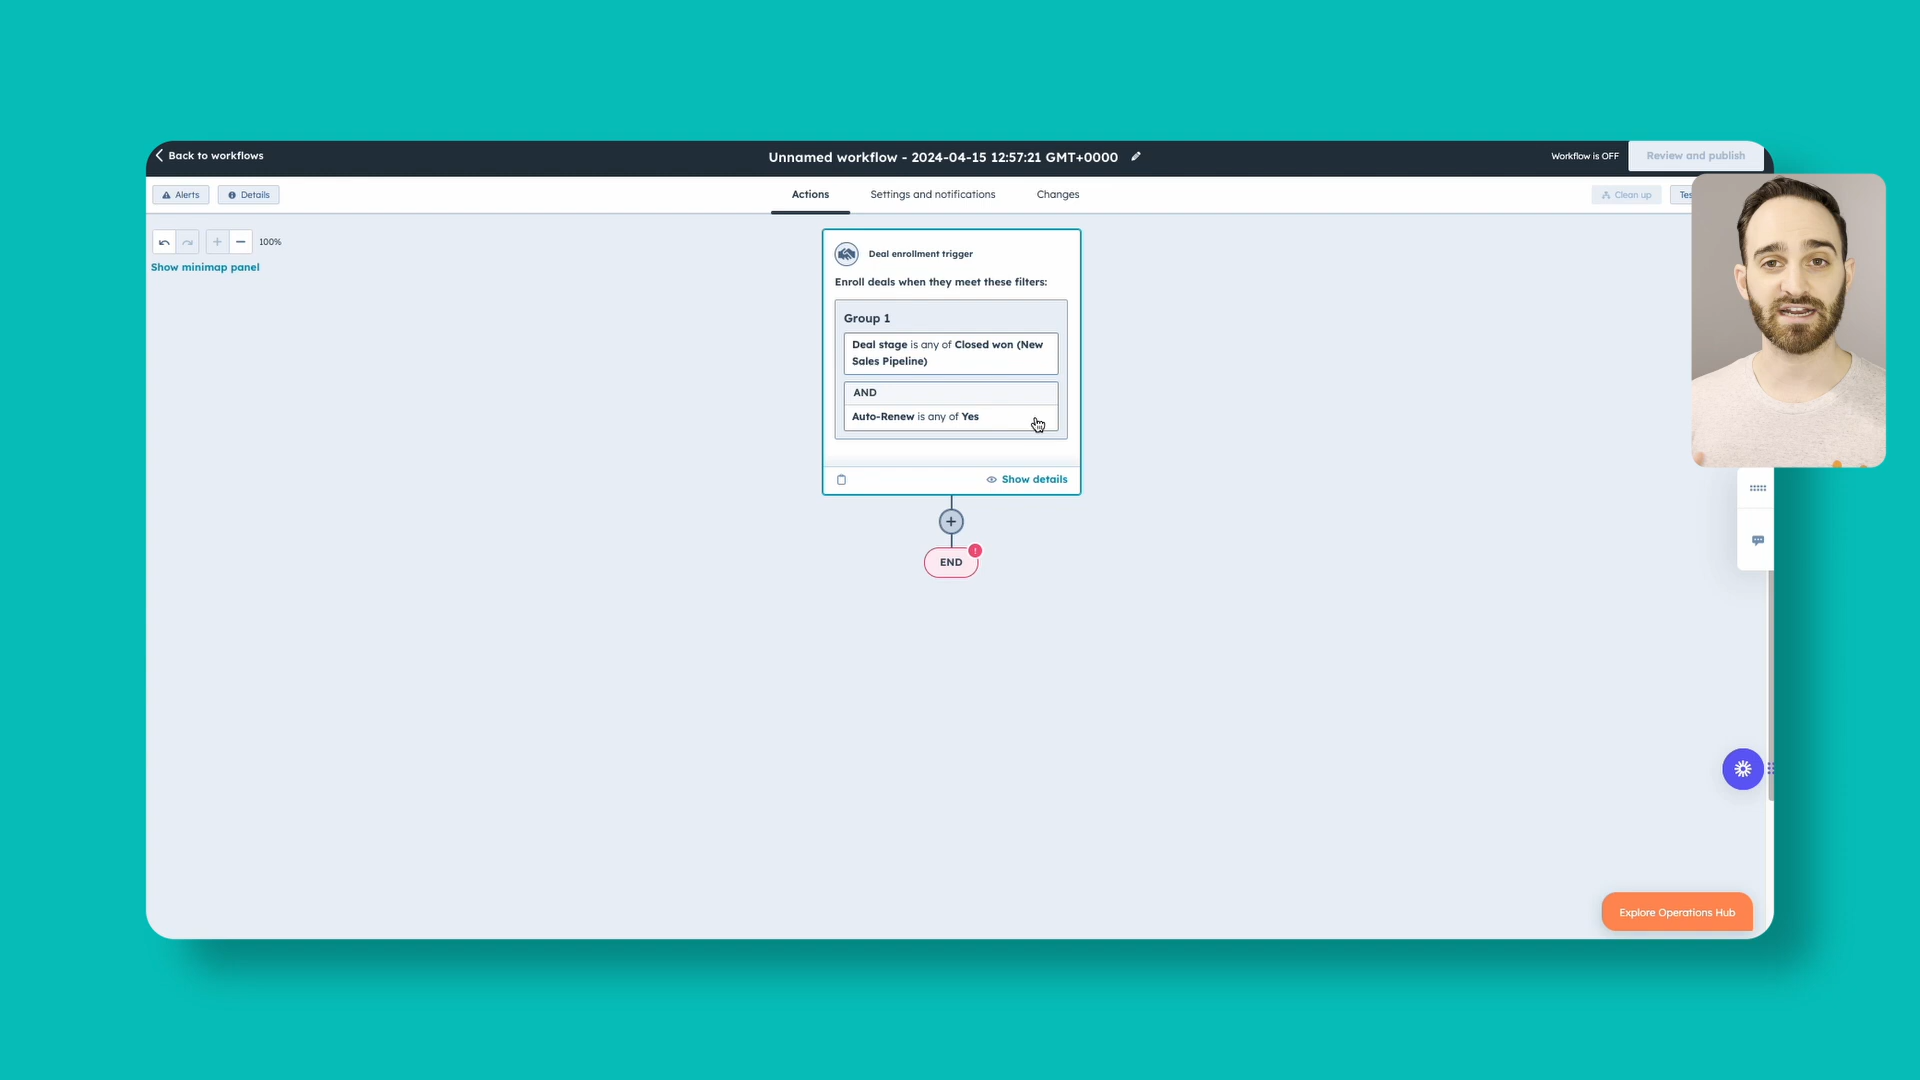 Back to workflows
Unnamed workflow - 2024-04-15 12:57:21 GMT+0000
Workflow is OFF
Review and publish
Alerts
Details
Actions
Settings and notifications
Changes
Clean up
100%
Show minimap panel
Deal enrollment trigger
Enroll deals when they meet these filters:
Group 1
Deal stage is any of Closed won (New
Sales Pipeline)
AND
Auto-Renew is any of Yes
Show details
+
END
!
Explore Operations Hub